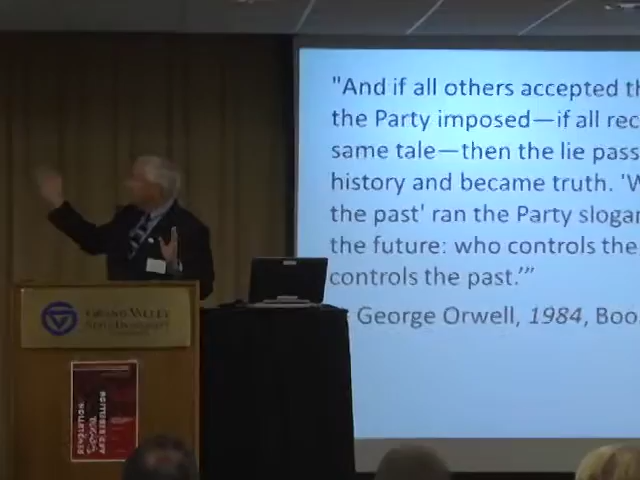 "And if all others accepted th
the Party imposed—if all rec
same tale—then the lie pass
history and became truth. 'W
the past' ran the Party slogan
the future: who controls the
controls the past.'"
George Orwell, 1984, Boo
GRAND VALLEY
STATE UNIVERSITY